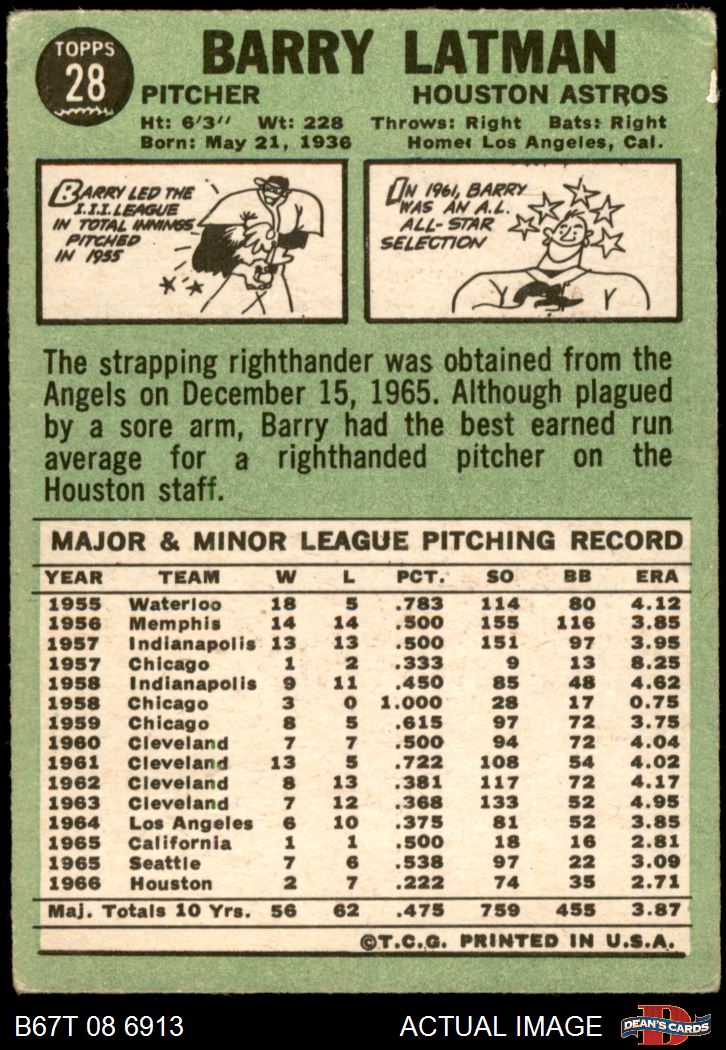 TOPPS
28
BARRY LATMAN
PITCHER HOUSTON ASTROS
Ht: 6'3" Wt: 228 Throws: Right Bats: Right
Born: May 21, 1936 Home: Los Angeles, Cal.
BARRY LED THE
I.I.I. LEAGUE
IN TOTAL INNINGS
PITCHED
IN 1955
IN 1961, BARRY
WAS AN A.L.
ALL-STAR
SELECTION
The strapping righthander was obtained from the
Angels on December 15, 1965. Although plagued
by a sore arm, Barry had the best earned run
average for a righthanded pitcher on the
Houston staff.
MAJOR & MINOR LEAGUE PITCHING RECORD
YEAR TEAM W L PCT. SO BB ERA
1955 Waterloo 18 5 .783 114 80 4.12
1956 Memphis 14 14 .500 155 116 3.85
1957 Indianapolis 13 13 .500 151 97 3.95
1957 Chicago 1 2 .333 9 13 8.25
1958 Indianapolis 9 11 .450 85 48 4.62
1958 Chicago 3 0 1.000 28 17 0.75
1959 Chicago 8 5 .615 97 72 3.75
1960 Cleveland 7 7 .500 94 72 4.04
1961 Cleveland 13 5 .722 108 54 4.02
1962 Cleveland 8 13 .381 117 72 4.17
1963 Cleveland 7 12 .368 133 52 4.95
1964 Los Angeles 6 10 .375 81 52 3.85
1965 California 1 1 .500 18 16 2.81
1965 Seattle 7 6 .538 97 22 3.09
1966 Houston 2 7 .222 74 35 2.71
Maj. Totals 10 Yrs. 56 62 .475 759 455 3.87
©T.C.G. PRINTED IN U.S.A.
B67T 08 6913 ACTUAL IMAGE
D
DEAN'S CARDS